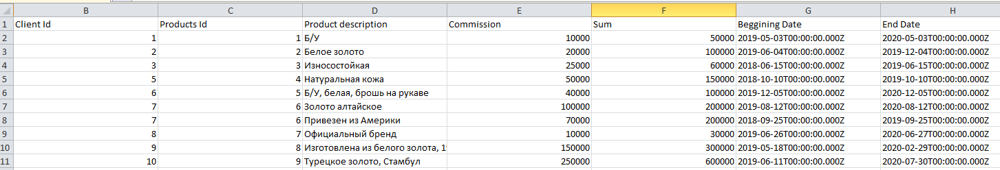 B C D E F G H
1 Client Id Products Id Product description Commission Sum Beggining Date End Date
2 1 1 Б/У 10000 50000 2019-05-03T00:00:00.000Z 2020-05-03T00:00:00.000Z
3 2 2 Белое золото 20000 100000 2019-06-04T00:00:00.000Z 2019-12-04T00:00:00.000Z
4 3 3 Износостойкая 25000 60000 2018-06-15T00:00:00.000Z 2019-06-15T00:00:00.000Z
5 5 4 Натуральная кожа 50000 150000 2018-10-10T00:00:00.000Z 2019-10-10T00:00:00.000Z
6 6 5 Б/У, белая, брошь на рукаве 40000 100000 2019-12-05T00:00:00.000Z 2020-12-05T00:00:00.000Z
7 7 6 Золото алтайское 100000 200000 2019-08-12T00:00:00.000Z 2020-08-12T00:00:00.000Z
8 7 6 Привезен из Америки 70000 200000 2018-09-25T00:00:00.000Z 2019-09-25T00:00:00.000Z
9 8 7 Официальный бренд 10000 30000 2019-06-26T00:00:00.000Z 2020-06-27T00:00:00.000Z
10 9 8 Изготовлена из белого золота, 150000 300000 2019-05-18T00:00:00.000Z 2020-02-29T00:00:00.000Z
11 10 9 Турецкое золото, Стамбул 250000 600000 2019-06-11T00:00:00.000Z 2020-07-30T00:00:00.000Z